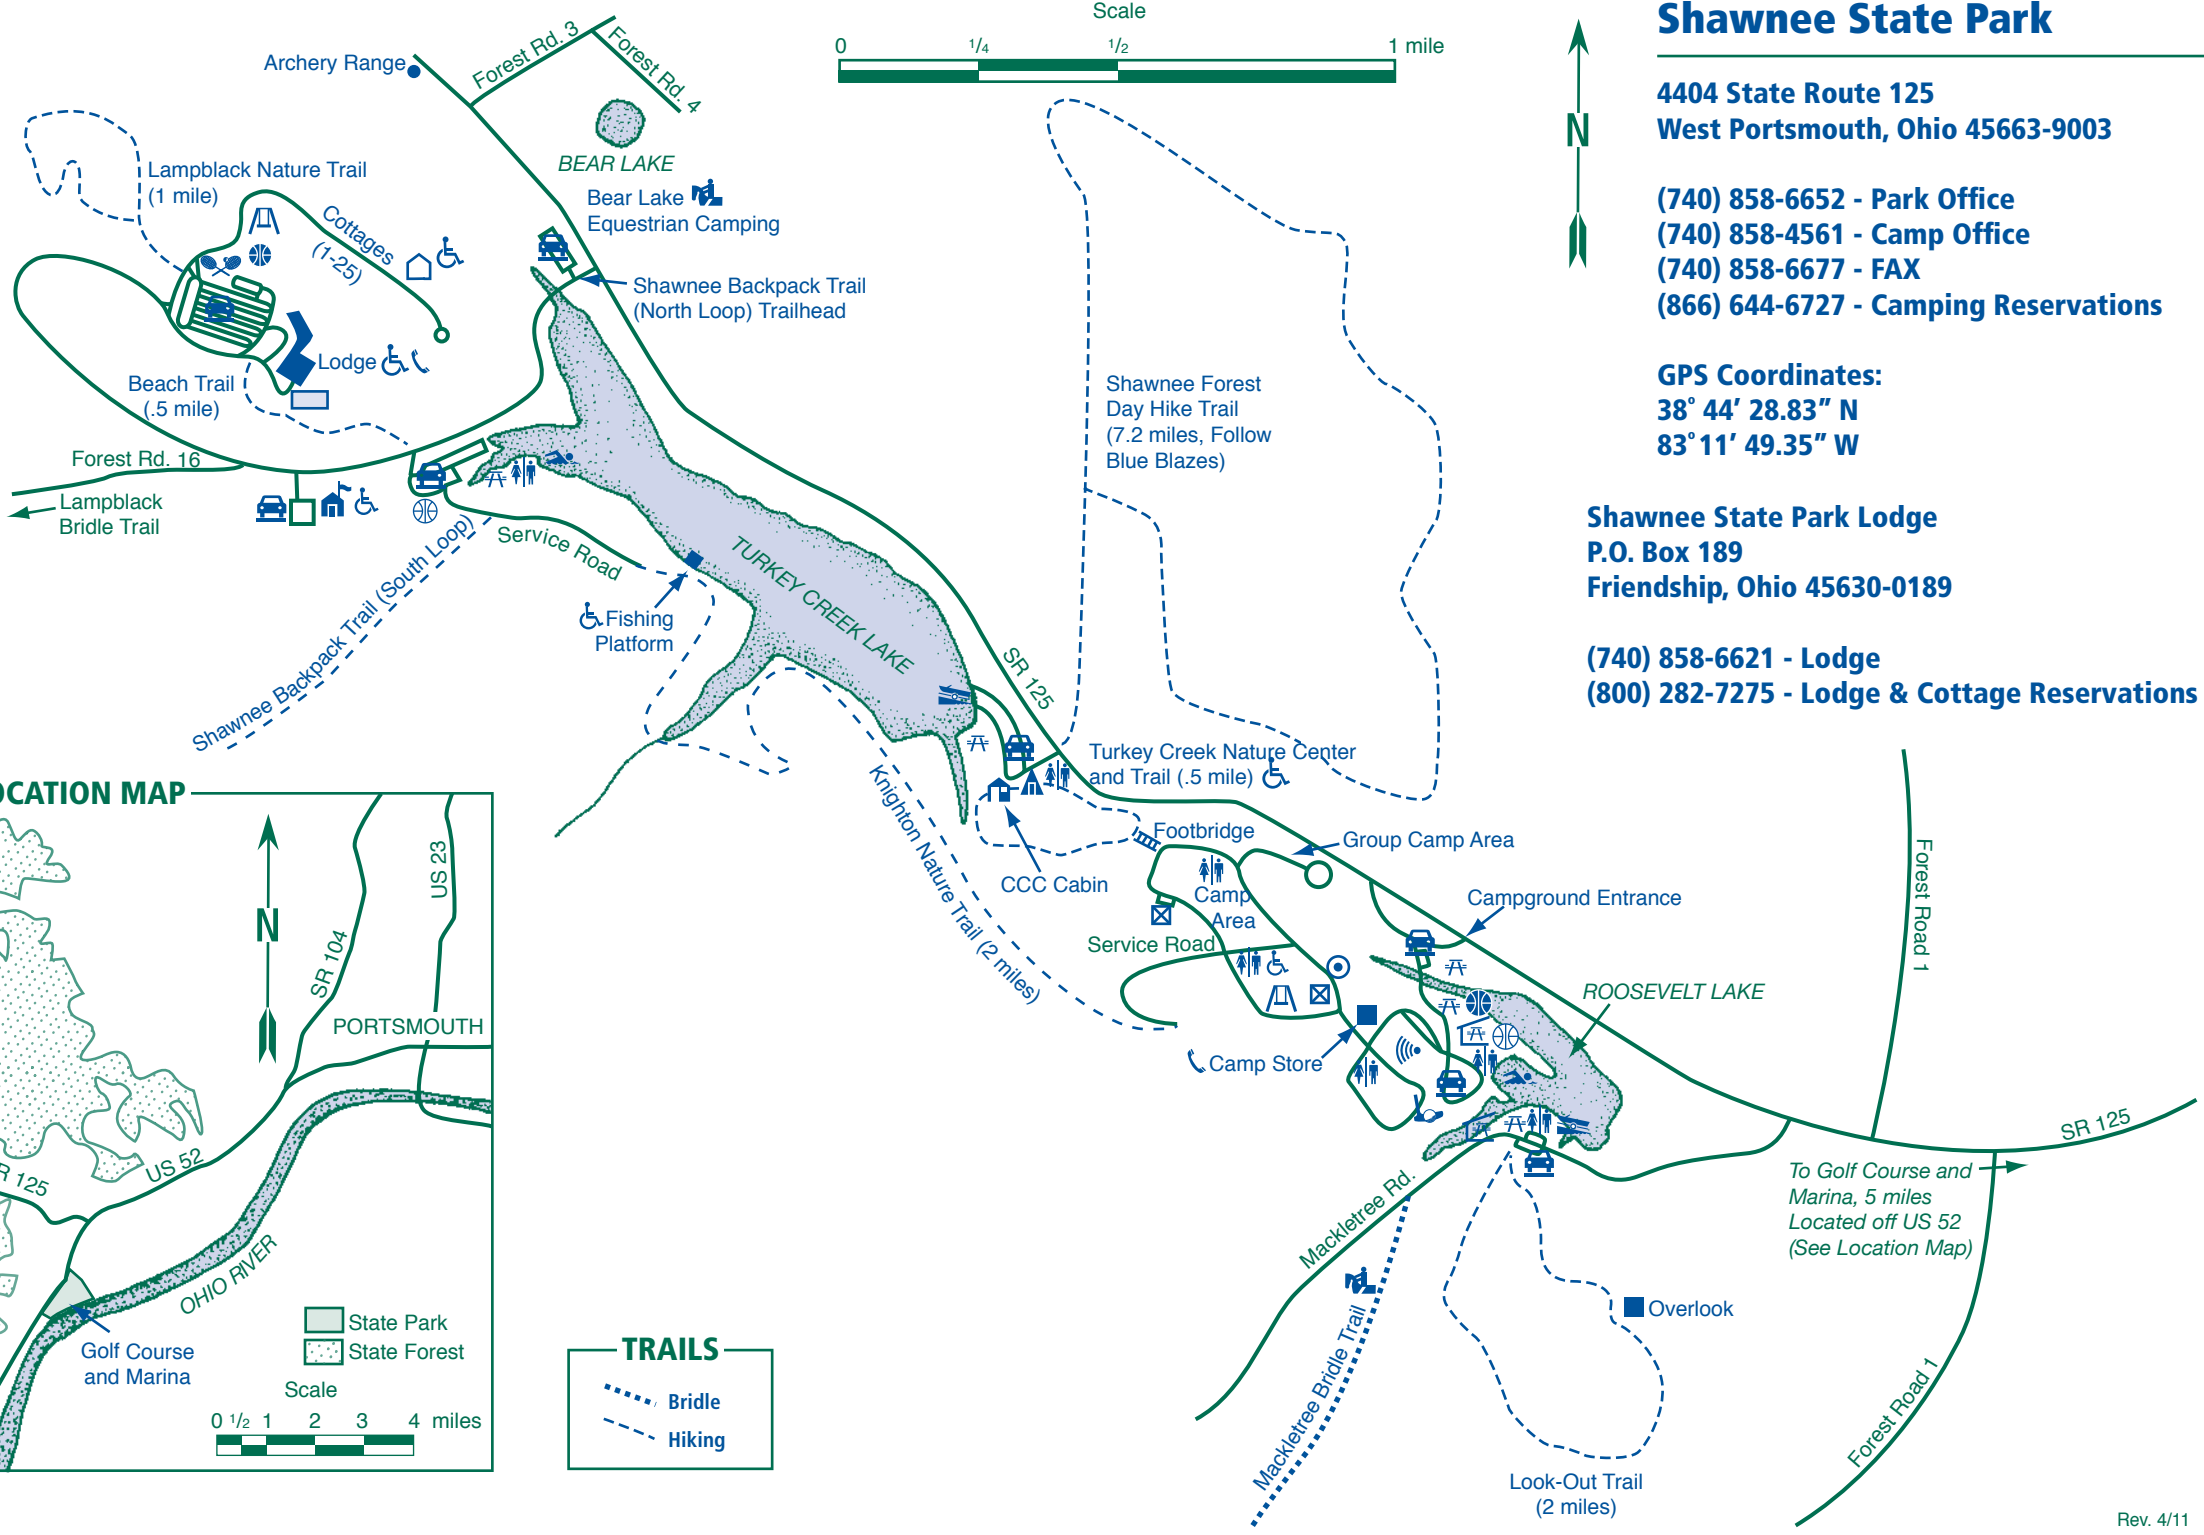 Shawnee State Park
4404 State Route 125
West Portsmouth, Ohio 45663-9003
(740) 858-6652 - Park Office
(740) 858-4561 - Camp Office
(740) 858-6677 - FAX
(866) 644-6727 - Camping Reservations
GPS Coordinates:
38° 44′ 28.83″ N
83° 11′ 49.35″ W
Shawnee State Park Lodge
P.O. Box 189
Friendship, Ohio 45630-0189
(740) 858-6621 - Lodge
(800) 282-7275 - Lodge & Cottage Reservations
N
Scale
0 1/4 1/2 1 mile
Archery Range
Forest Rd. 3
Forest Rd. 4
BEAR LAKE
Bear Lake
Equestrian Camping
Lampblack Nature Trail
(1 mile)
Cottages
(1-25)
Shawnee Backpack Trail
(North Loop) Trailhead
Lodge
Beach Trail
(.5 mile)
Forest Rd. 16
Lampblack
Bridle Trail
Service Road
Shawnee Backpack Trail (South Loop)
Fishing
Platform
TURKEY CREEK LAKE
SR 125
Shawnee Forest
Day Hike Trail
(7.2 miles, Follow
Blue Blazes)
Turkey Creek Nature Center
and Trail (.5 mile)
Knighton Nature Trail (2 miles)
CCC Cabin
Footbridge
Group Camp Area
Camp
Area
Campground Entrance
Service Road
ROOSEVELT LAKE
Camp Store
Forest Road 1
SR 125
To Golf Course and
Marina, 5 miles
Located off US 52
(See Location Map)
Mackletree Rd.
Mackletree Bridle Trail
Overlook
Look-Out Trail
(2 miles)
Forest Road 1
Rev. 4/11
OCATION MAP
N
SR 104
US 23
PORTSMOUTH
US 52
R 125
OHIO RIVER
Golf Course
and Marina
State Park
State Forest
Scale
0 1/2 1 2 3 4 miles
TRAILS
Bridle
Hiking